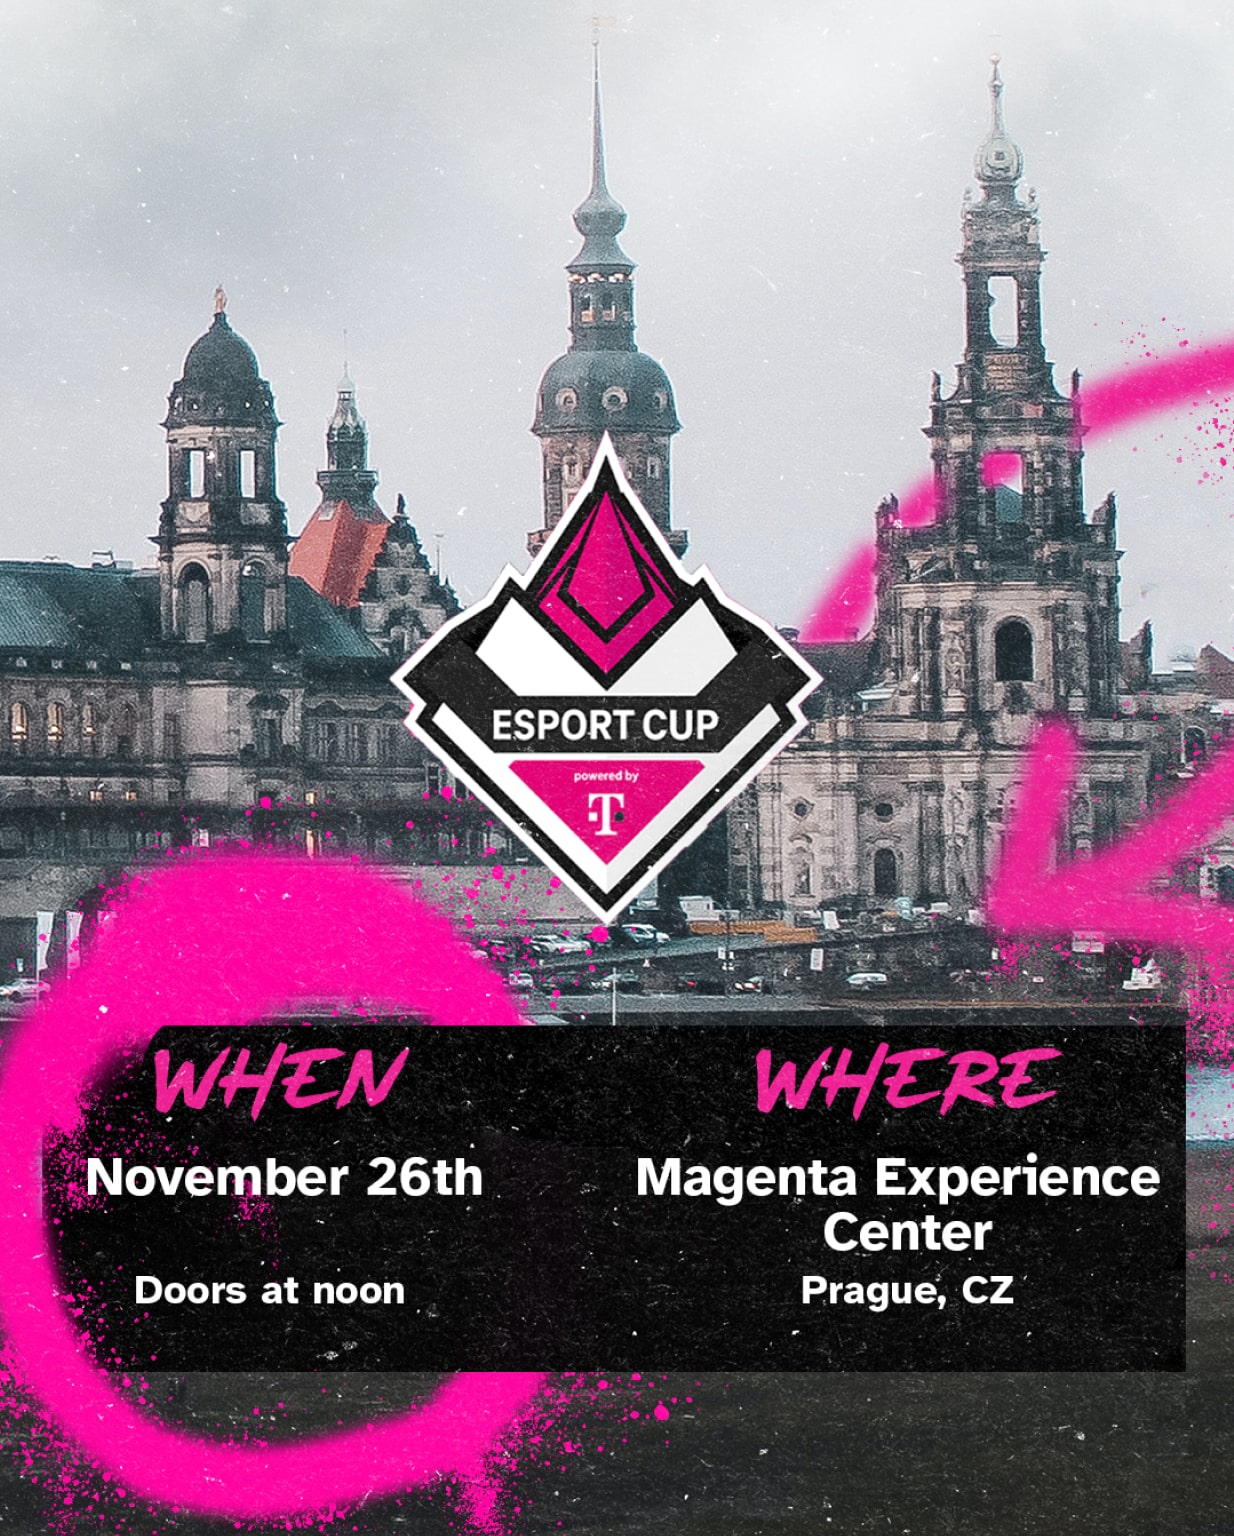 ESPORT CUP
powered by
T
WHEN
November 26th
Doors at noon
WHERE
Magenta Experience
Center
Prague, CZ